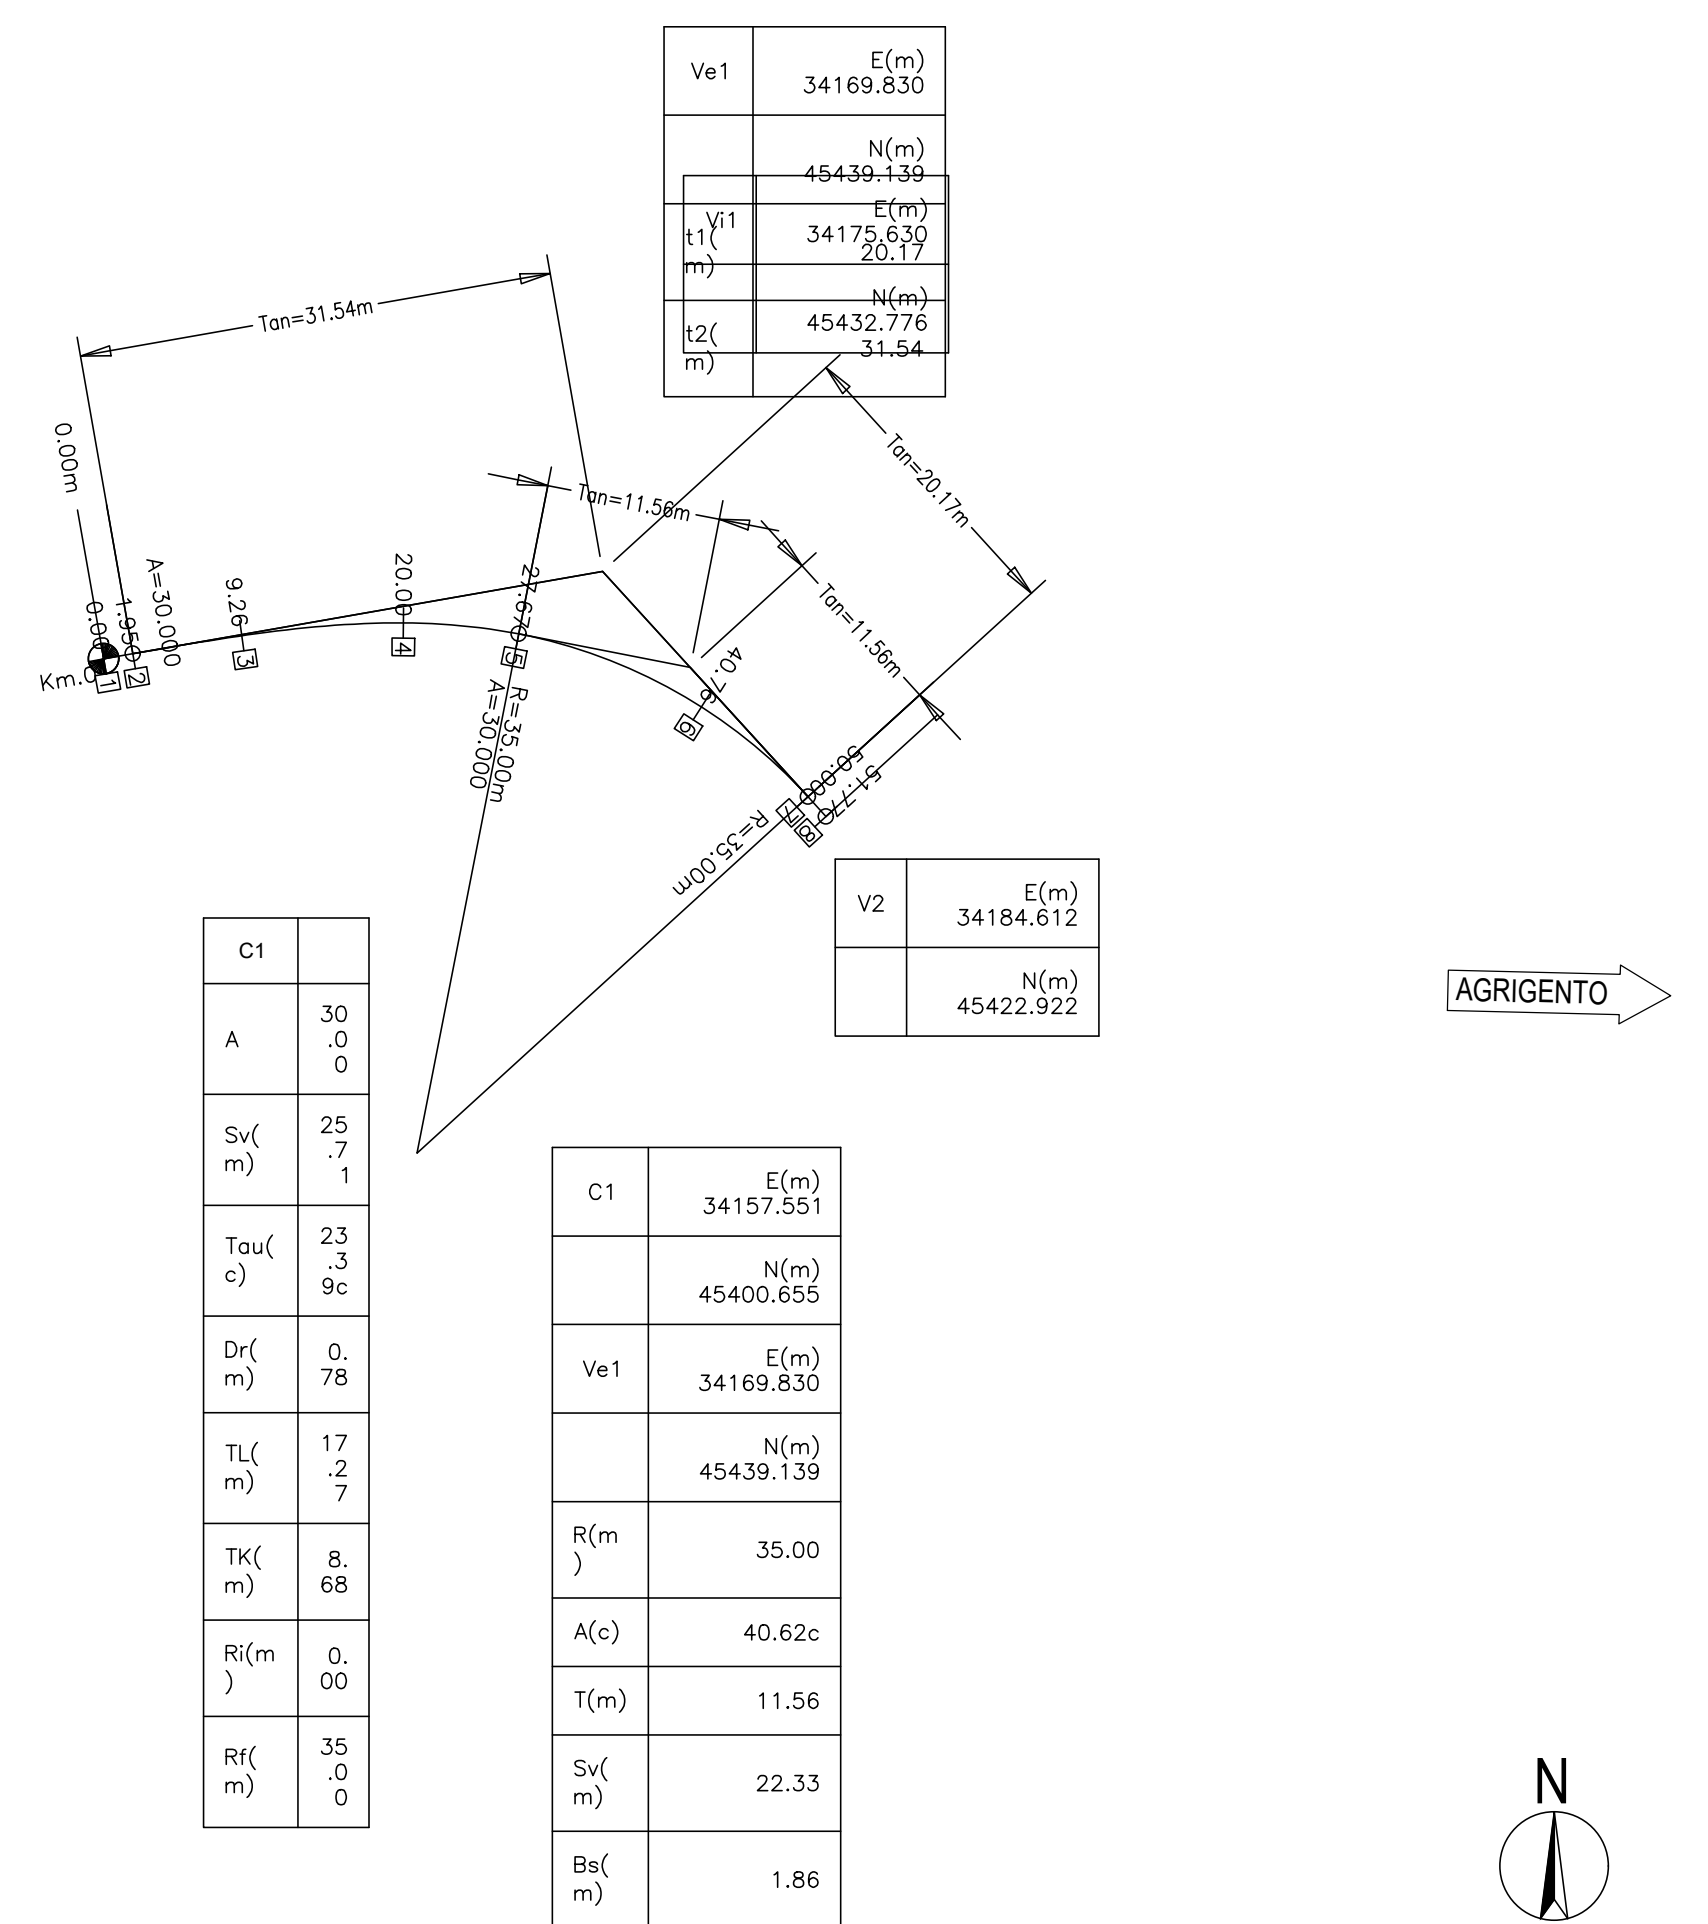 Ve1
E(m)
34169.830
N(m)
45439.139
Vi1
E(m)
34175.630
t1(
m)
20.17
N(m)
45432.776
t2(
m)
31.54
Tan=31.54m
0.00m
Tan=11.56m
Tan=20.17m
Tan=11.56m
Km.0
0.00
1.95
A=30.000
9.26
20.00
27.67
40.76
50.00
51.77
1
2
3
4
5
6
7
8
R=35.00m
A=30.000
R=35.00m
V2
E(m)
34184.612
N(m)
45422.922
AGRIGENTO
C1
A
30
.0
0
Sv(
m)
25
.7
1
Tau(
c)
23
.3
9c
Dr(
m)
0.
78
TL(
m)
17
.2
7
TK(
m)
8.
68
Ri(m
)
0.
00
Rf(
m)
35
.0
0
C1
E(m)
34157.551
N(m)
45400.655
Ve1
E(m)
34169.830
N(m)
45439.139
R(m
)
35.00
A(c)
40.62c
T(m)
11.56
Sv(
m)
22.33
Bs(
m)
1.86
N